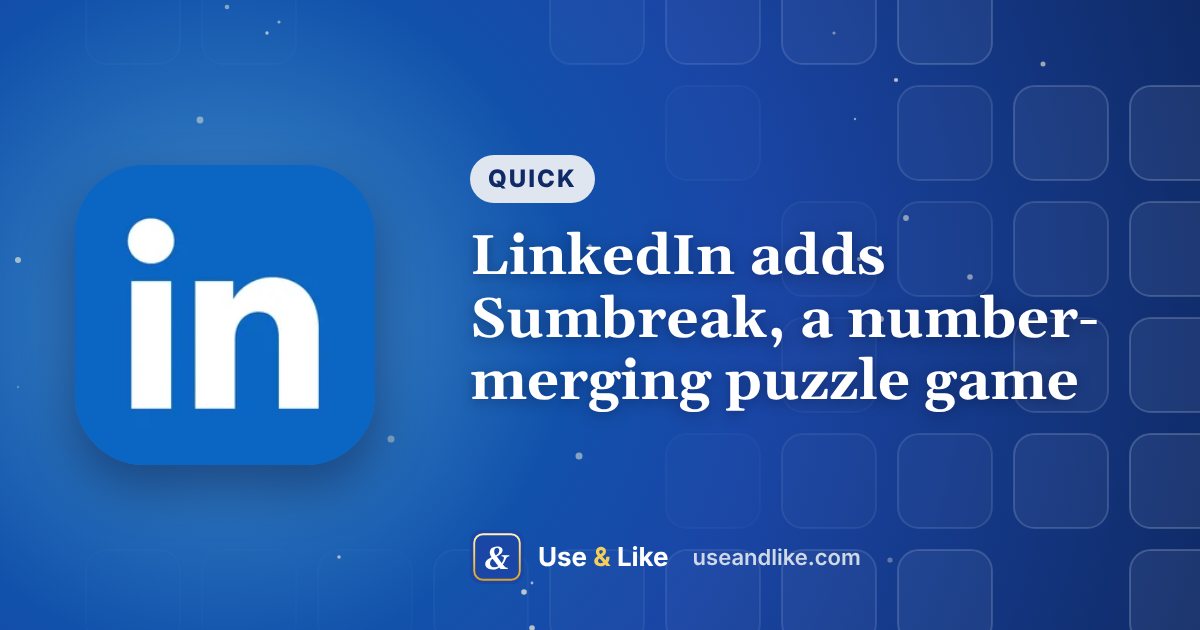 in
QUICK
LinkedIn adds
Sumbreak, a number-
merging puzzle game
& Use & Like useandlike.com